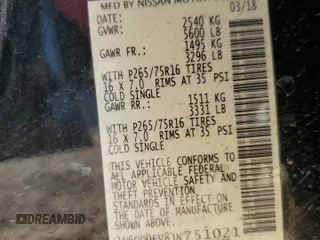 MFD BY NISSAN MOTOR
DATE: 03/18
GVWR: 2540 KG
5600 LB
GAWR FR.: 1495 KG
3296 LB
WITH P265/75R16 TIRES
16 X 7.0 RIMS AT 35 PSI
COLD SINGLE
GAWR RR.: 1511 KG
3331 LB
WITH P265/75R16 TIRES
16 X 7.0 RIMS AT 35 PSI
COLD SINGLE
THIS VEHICLE CONFORMS TO
ALL APPLICABLE FEDERAL
MOTOR VEHICLE SAFETY AND
THEFT PREVENTION STANDARDS
IN EFFECT ON THE DATE OF
MANUFACTURE SHOWN ABOVE.
751021
DREAMBID